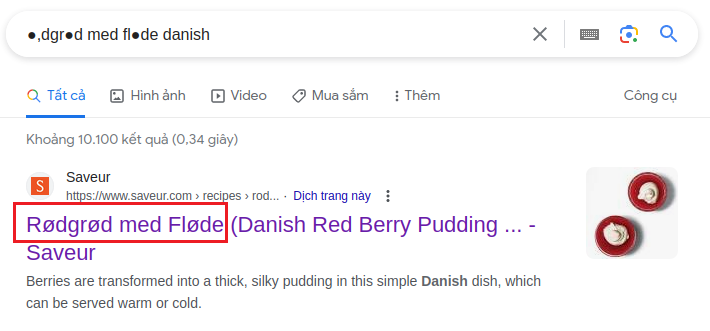 ●,dgr●d med fl●de danish
Tất cả Hình ảnh Video Mua sắm Thêm Công cụ
Khoảng 10.100 kết quả (0,34 giây)
S Saveur
https://www.saveur.com › recipes › rod... · Dịch trang này
Rødgrød med Fløde (Danish Red Berry Pudding ... -
Saveur
Berries are transformed into a thick, silky pudding in this simple Danish dish, which
can be served warm or cold.